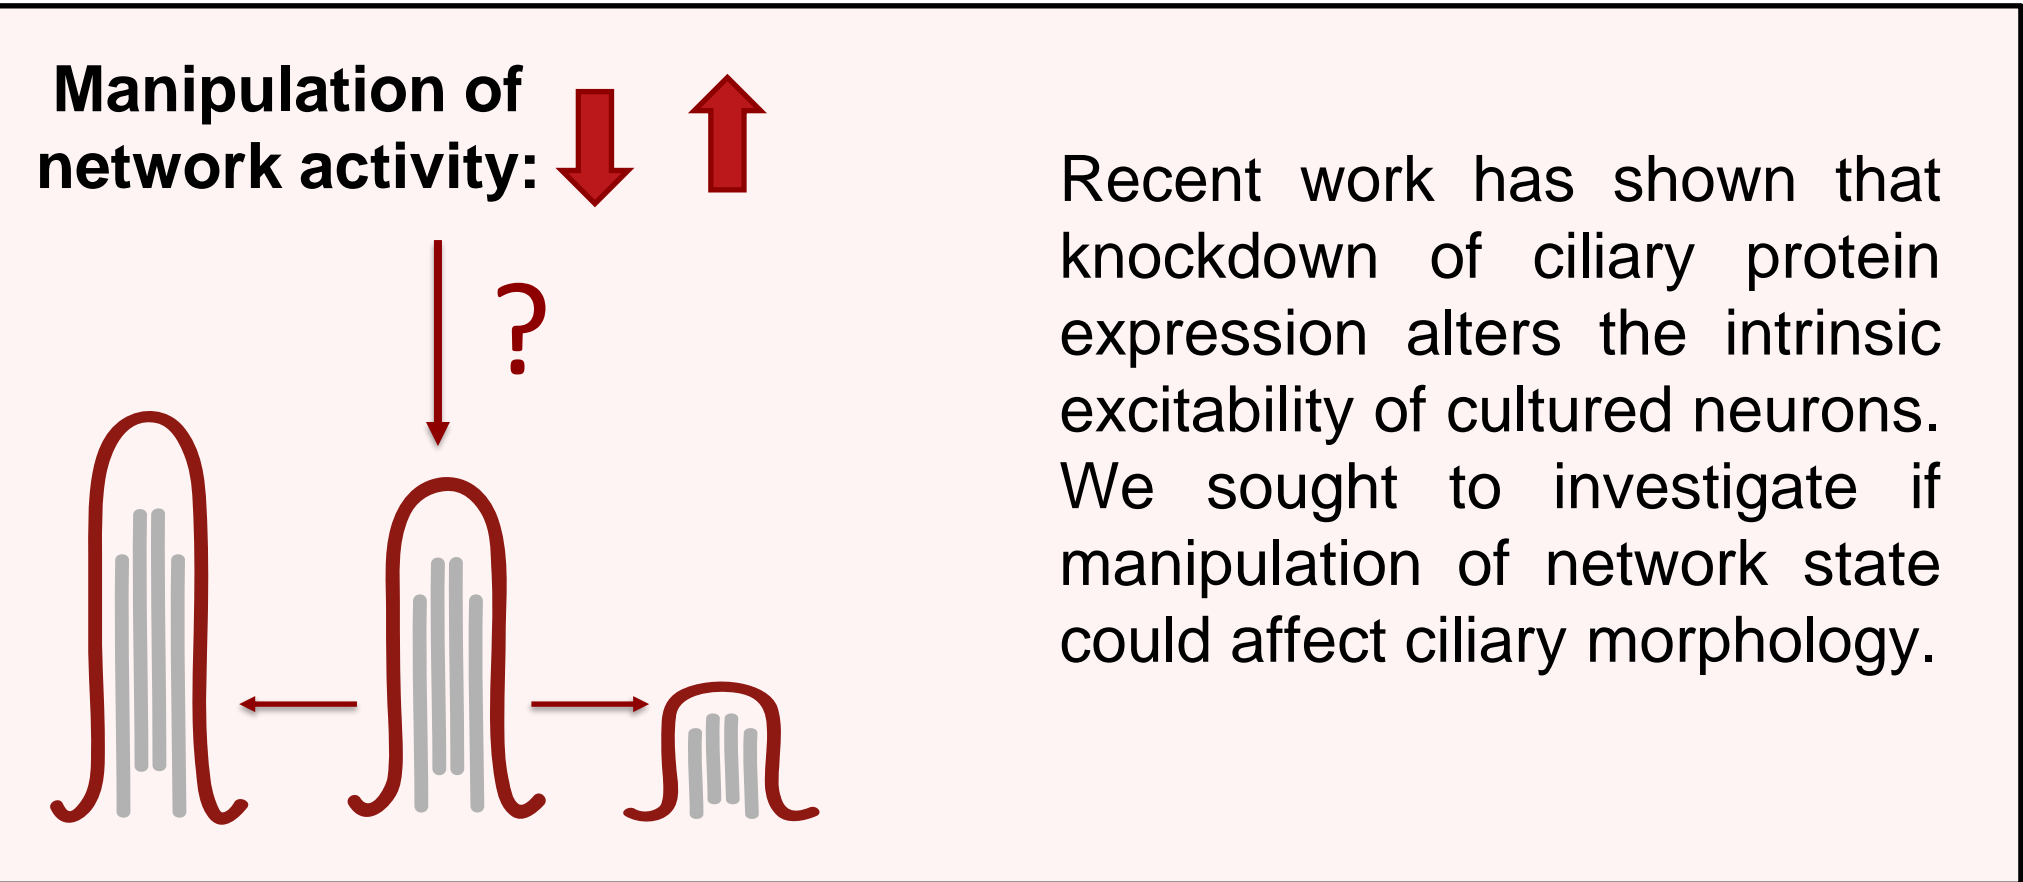 Manipulation of
network activity:
?
Recent work has shown that
knockdown of ciliary protein
expression alters the intrinsic
excitability of cultured neurons.
We sought to investigate if
manipulation of network state
could affect ciliary morphology.